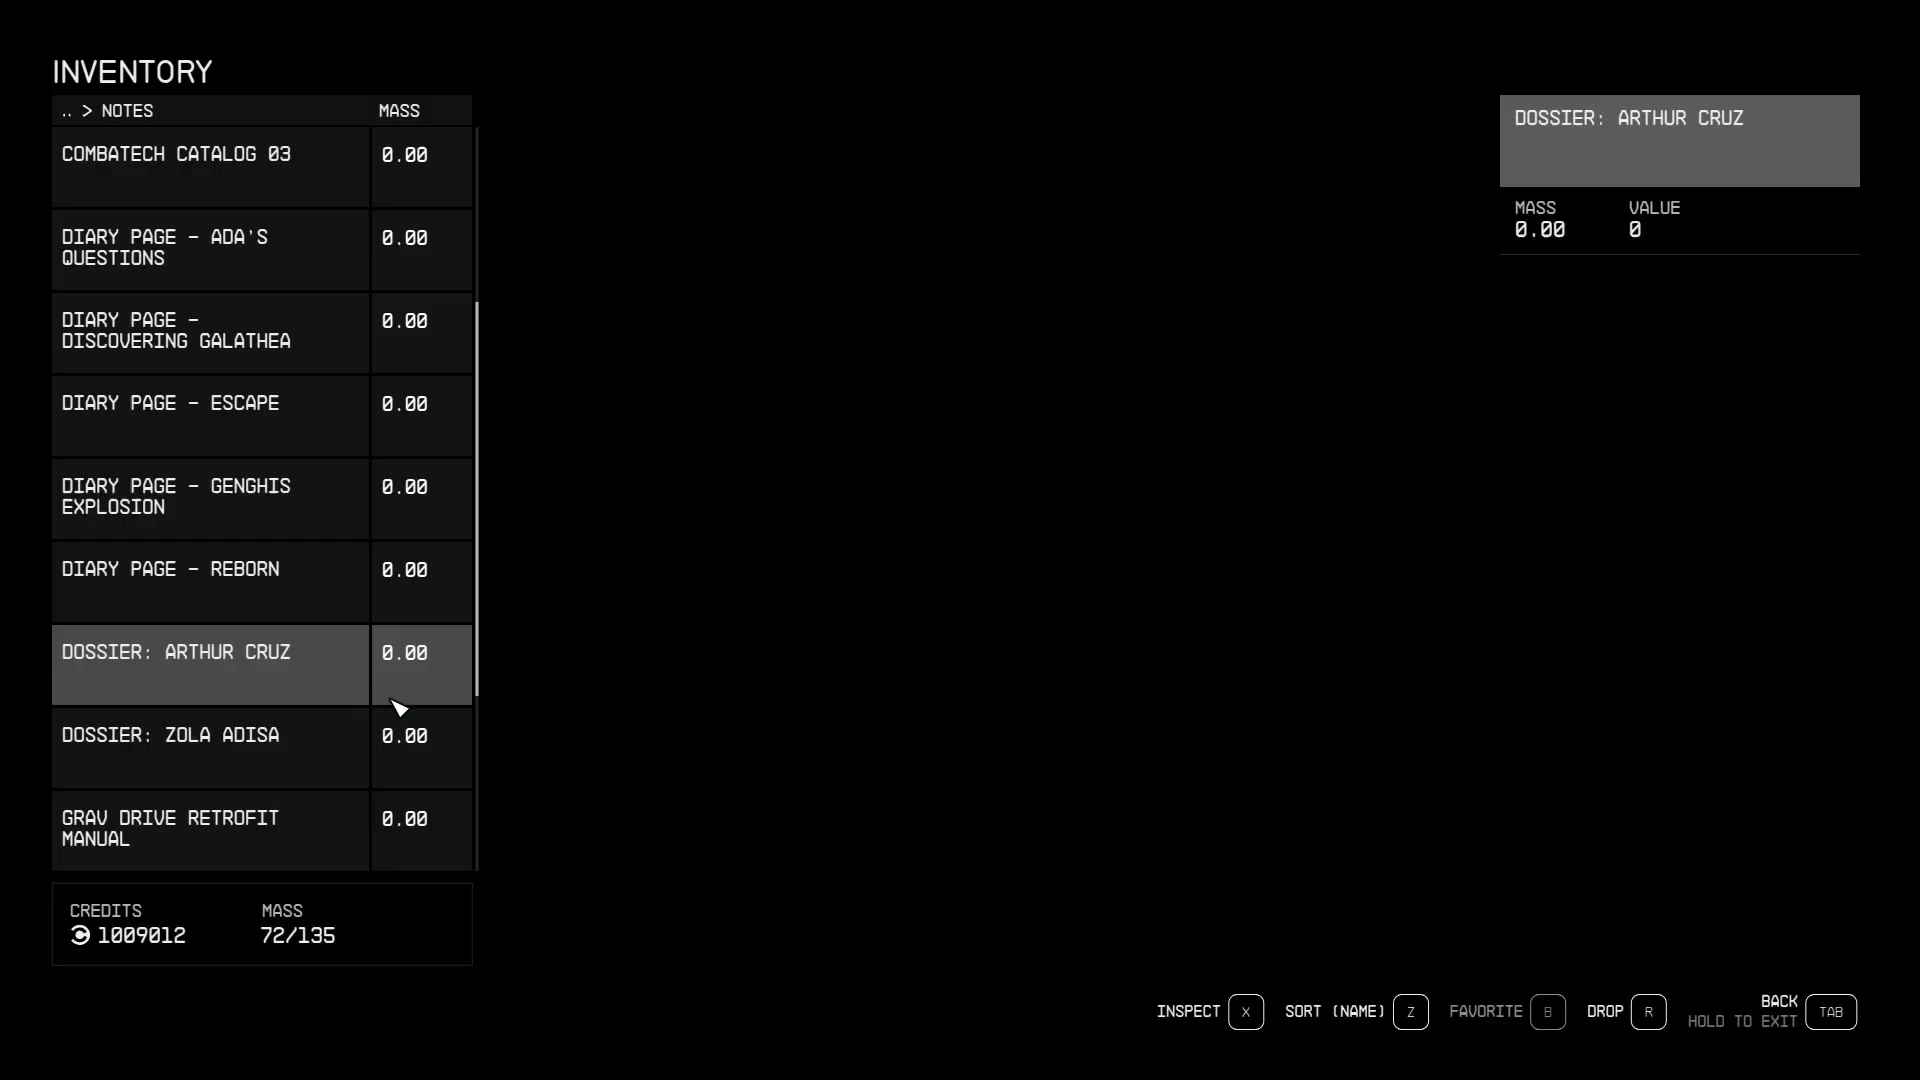 INVENTORY
.. > NOTES MASS
COMBATECH CATALOG 03 0.00
DIARY PAGE - ADA'S
QUESTIONS 0.00
DIARY PAGE -
DISCOVERING GALATHEA 0.00
DIARY PAGE - ESCAPE 0.00
DIARY PAGE - GENGHIS
EXPLOSION 0.00
DIARY PAGE - REBORN 0.00
DOSSIER: ARTHUR CRUZ 0.00
DOSSIER: ZOLA ADISA 0.00
GRAV DRIVE RETROFIT
MANUAL 0.00
CREDITS MASS
1009012 72/135
DOSSIER: ARTHUR CRUZ
MASS VALUE
0.00 0
INSPECT X SORT (NAME) Z FAVORITE B DROP R BACK
HOLD TO EXIT TAB